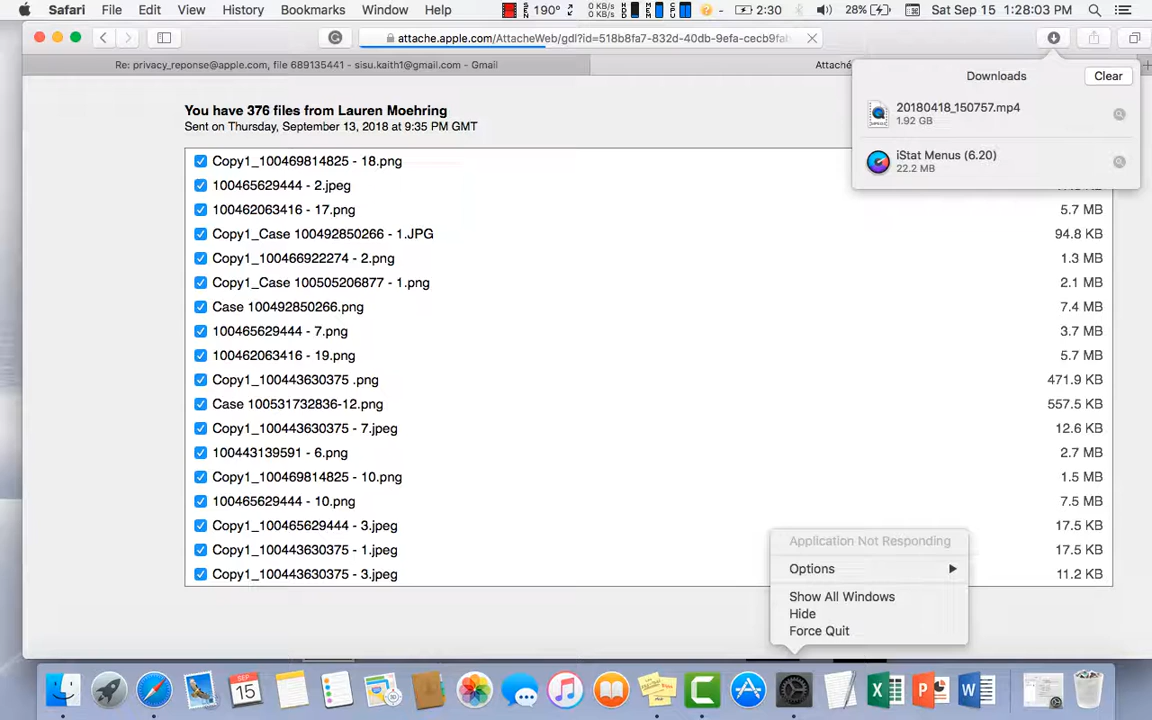 Safari File Edit View History Bookmarks Window Help
190° 0 KB/s 0 KB/s 2:30 28% Sat Sep 15 1:28:03 PM
attache.apple.com/AttacheWeb/gdl?id=518b8fa7-832d-40db-9efa-cecb9fab
Re: privacy_reponse@apple.com, file 689135441 - sisu.kaith1@gmail.com - Gmail
Attaché
Downloads Clear
20180418_150757.mp4
1.92 GB
iStat Menus (6.20)
22.2 MB
You have 376 files from Lauren Moehring
Sent on Thursday, September 13, 2018 at 9:35 PM GMT
Copy1_100469814825 - 18.png
100465629444 - 2.jpeg
100462063416 - 17.png 5.7 MB
Copy1_Case 100492850266 - 1.JPG 94.8 KB
Copy1_100466922274 - 2.png 1.3 MB
Copy1_Case 100505206877 - 1.png 2.1 MB
Case 100492850266.png 7.4 MB
100465629444 - 7.png 3.7 MB
100462063416 - 19.png 5.7 MB
Copy1_100443630375 .png 471.9 KB
Case 100531732836-12.png 557.5 KB
Copy1_100443630375 - 7.jpeg 12.6 KB
100443139591 - 6.png 2.7 MB
Copy1_100469814825 - 10.png 1.5 MB
100465629444 - 10.png 7.5 MB
Copy1_100465629444 - 3.jpeg 17.5 KB
Copy1_100443630375 - 1.jpeg 17.5 KB
Copy1_100443630375 - 3.jpeg 11.2 KB
Application Not Responding
Options
Show All Windows
Hide
Force Quit
SEP
15